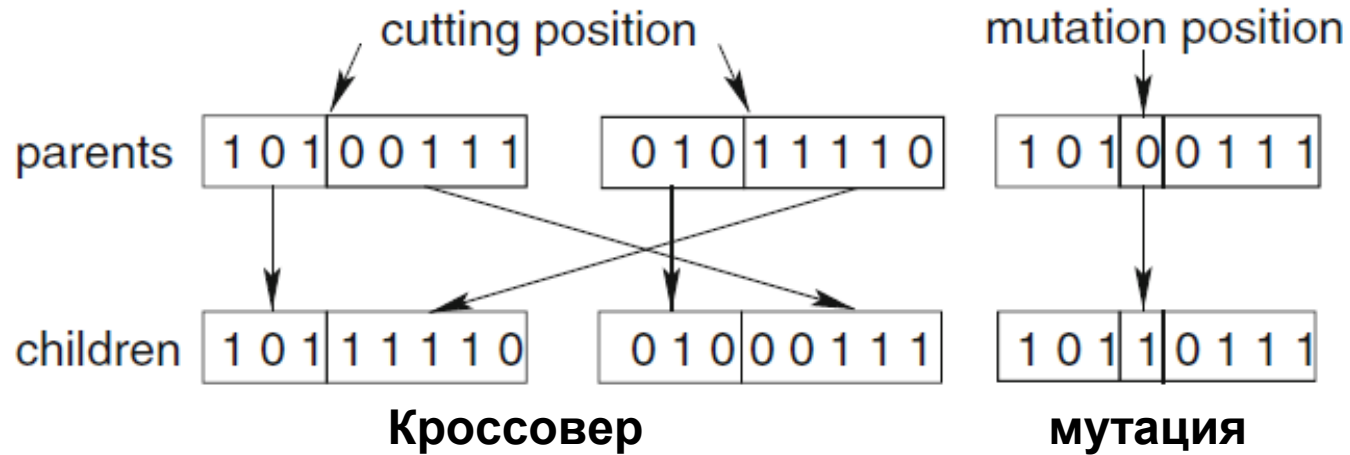 cutting position mutation position
parents 1 0 1 0 0 1 1 1 0 1 0 1 1 1 1 0 1 0 1 0 0 1 1 1
children 1 0 1 1 1 1 1 0 0 1 0 0 0 1 1 1 1 0 1 1 0 1 1 1
Кроссовер мутация